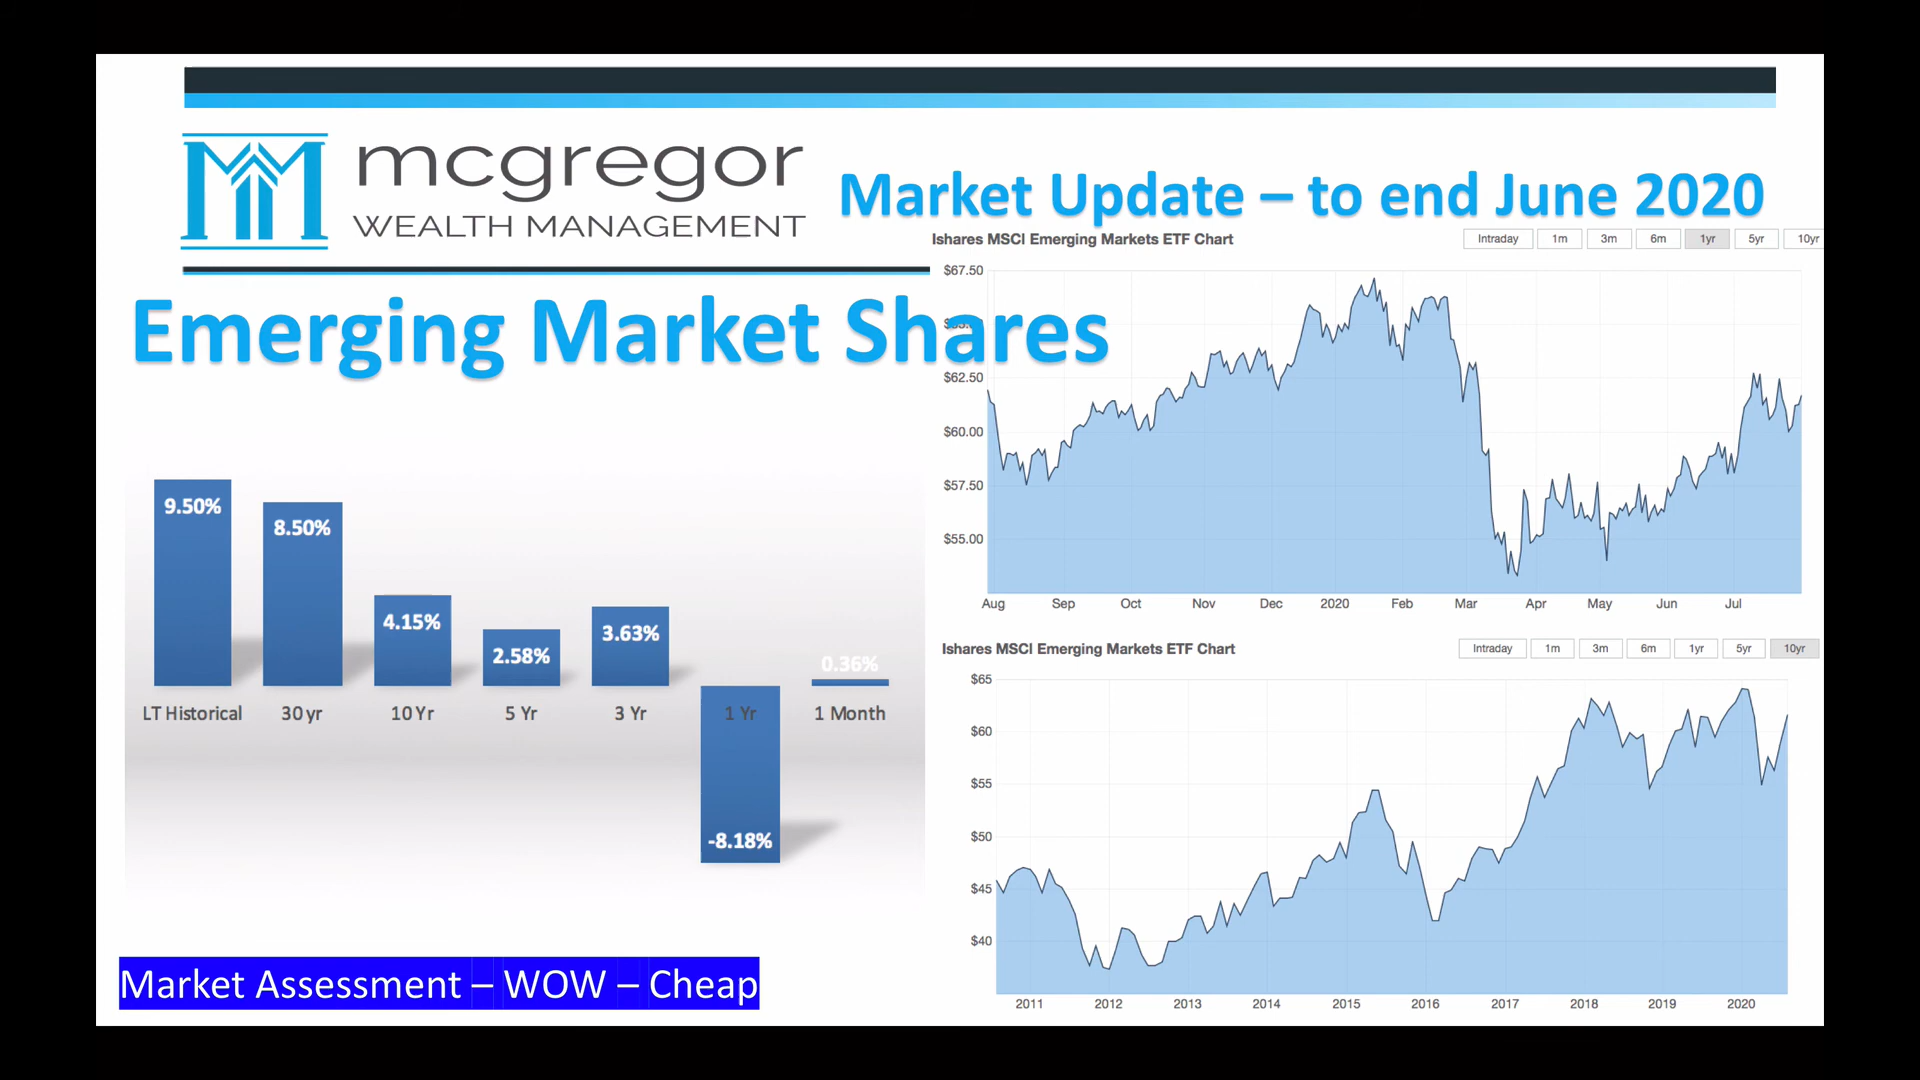 mcgregor
WEALTH MANAGEMENT
Market Update – to end June 2020
Emerging Market Shares
Ishares MSCI Emerging Markets ETF Chart
Intraday 1m 3m 6m 1yr 5yr 10yr
$67.50
$62.50
$60.00
$57.50
$55.00
Aug Sep Oct Nov Dec 2020 Feb Mar Apr May Jun Jul
9.50%
8.50%
4.15%
2.58%
3.63%
-8.18%
0.36%
LT Historical 30 yr 10 Yr 5 Yr 3 Yr 1 Yr 1 Month
Ishares MSCI Emerging Markets ETF Chart
Intraday 1m 3m 6m 1yr 5yr 10yr
$65
$60
$55
$50
$45
$40
2011 2012 2013 2014 2015 2016 2017 2018 2019 2020
Market Assessment – WOW – Cheap